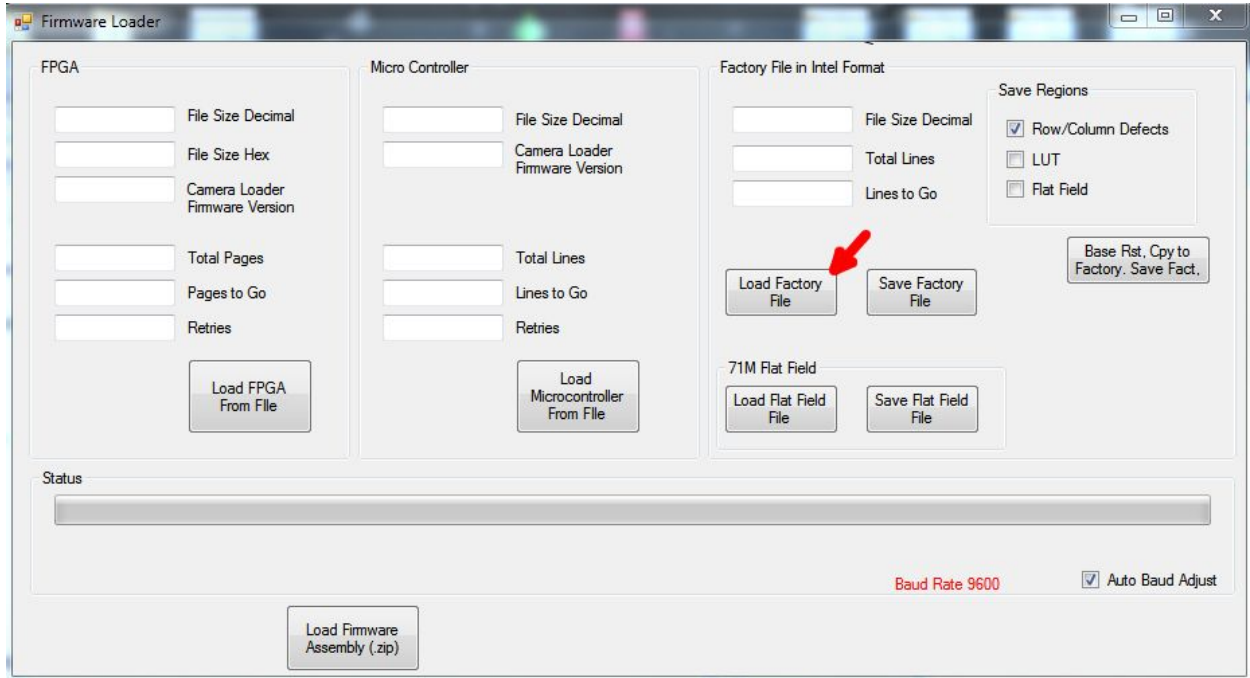 Firmware Loader
FPGA
File Size Decimal
File Size Hex
Camera Loader
Firmware Version
Total Pages
Pages to Go
Retries
Load FPGA
From FIle
Micro Controller
File Size Decimal
Camera Loader
Firmware Version
Total Lines
Lines to Go
Retries
Load
Microcontroller
From FIle
Factory File in Intel Format
File Size Decimal
Total Lines
Lines to Go
Save Regions
Row/Column Defects
LUT
Flat Field
Load Factory
File
Save Factory
File
Base Rst, Cpy to
Factory. Save Fact.
71M Flat Field
Load Flat Field
File
Save Flat Field
File
Status
Baud Rate 9600
Auto Baud Adjust
Load Firmware
Assembly (.zip)